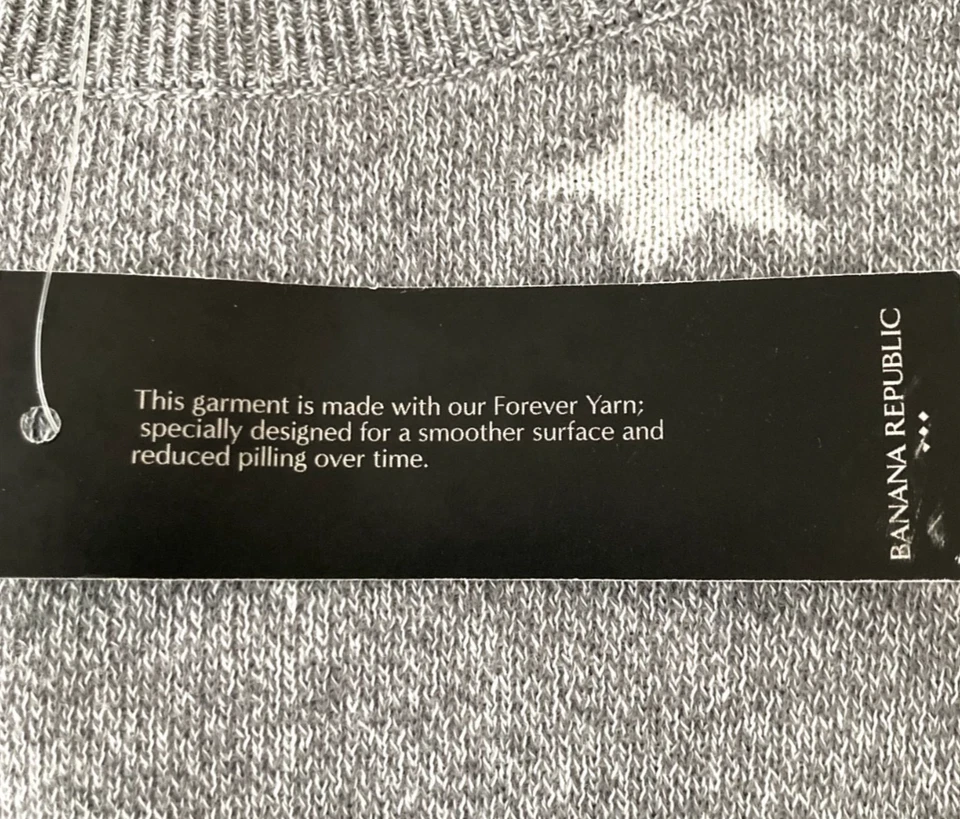 This garment is made with our Forever Yarn;
specially designed for a smoother surface and
reduced pilling over time.
BANANA REPUBLIC